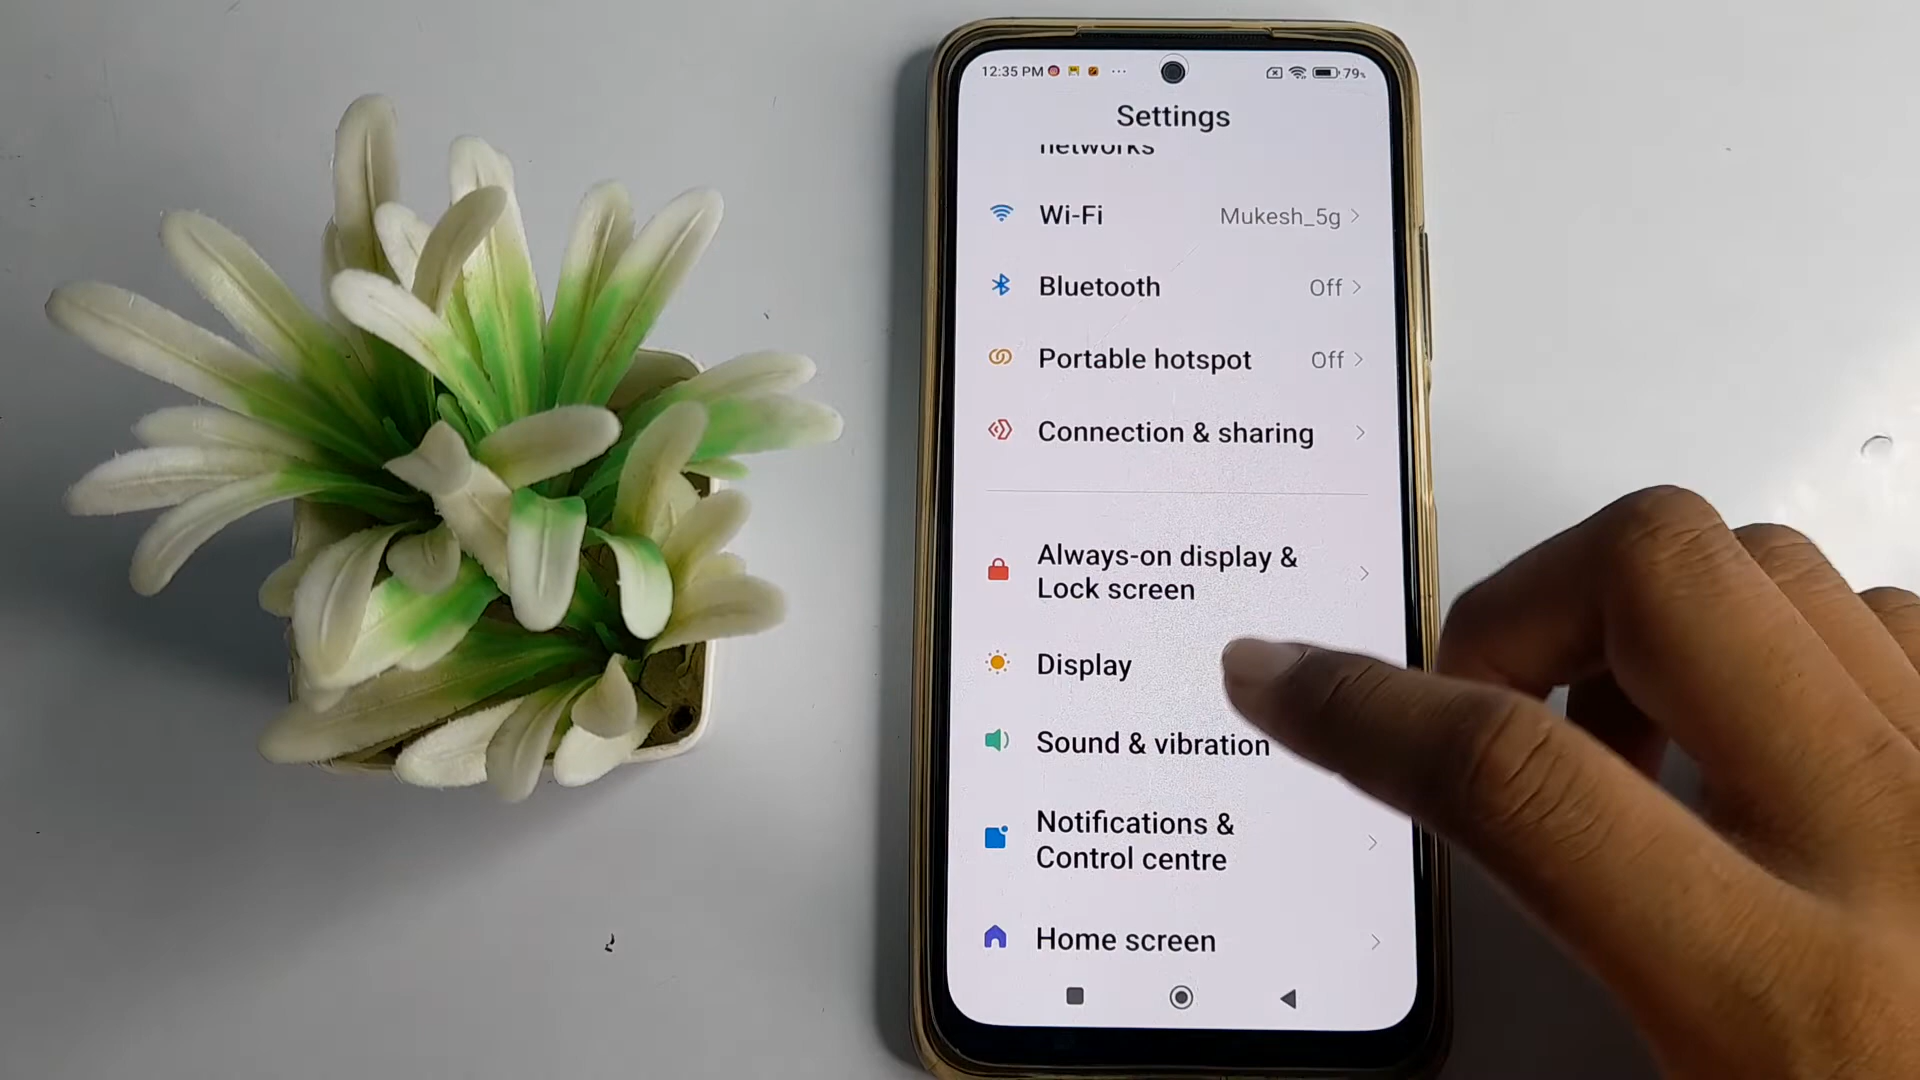 12:35 PM
79%
Settings
networks
Wi-Fi
Mukesh_5g
Bluetooth
Off
Portable hotspot
Off
Connection & sharing
Always-on display &
Lock screen
Display
Sound & vibration
Notifications &
Control centre
Home screen